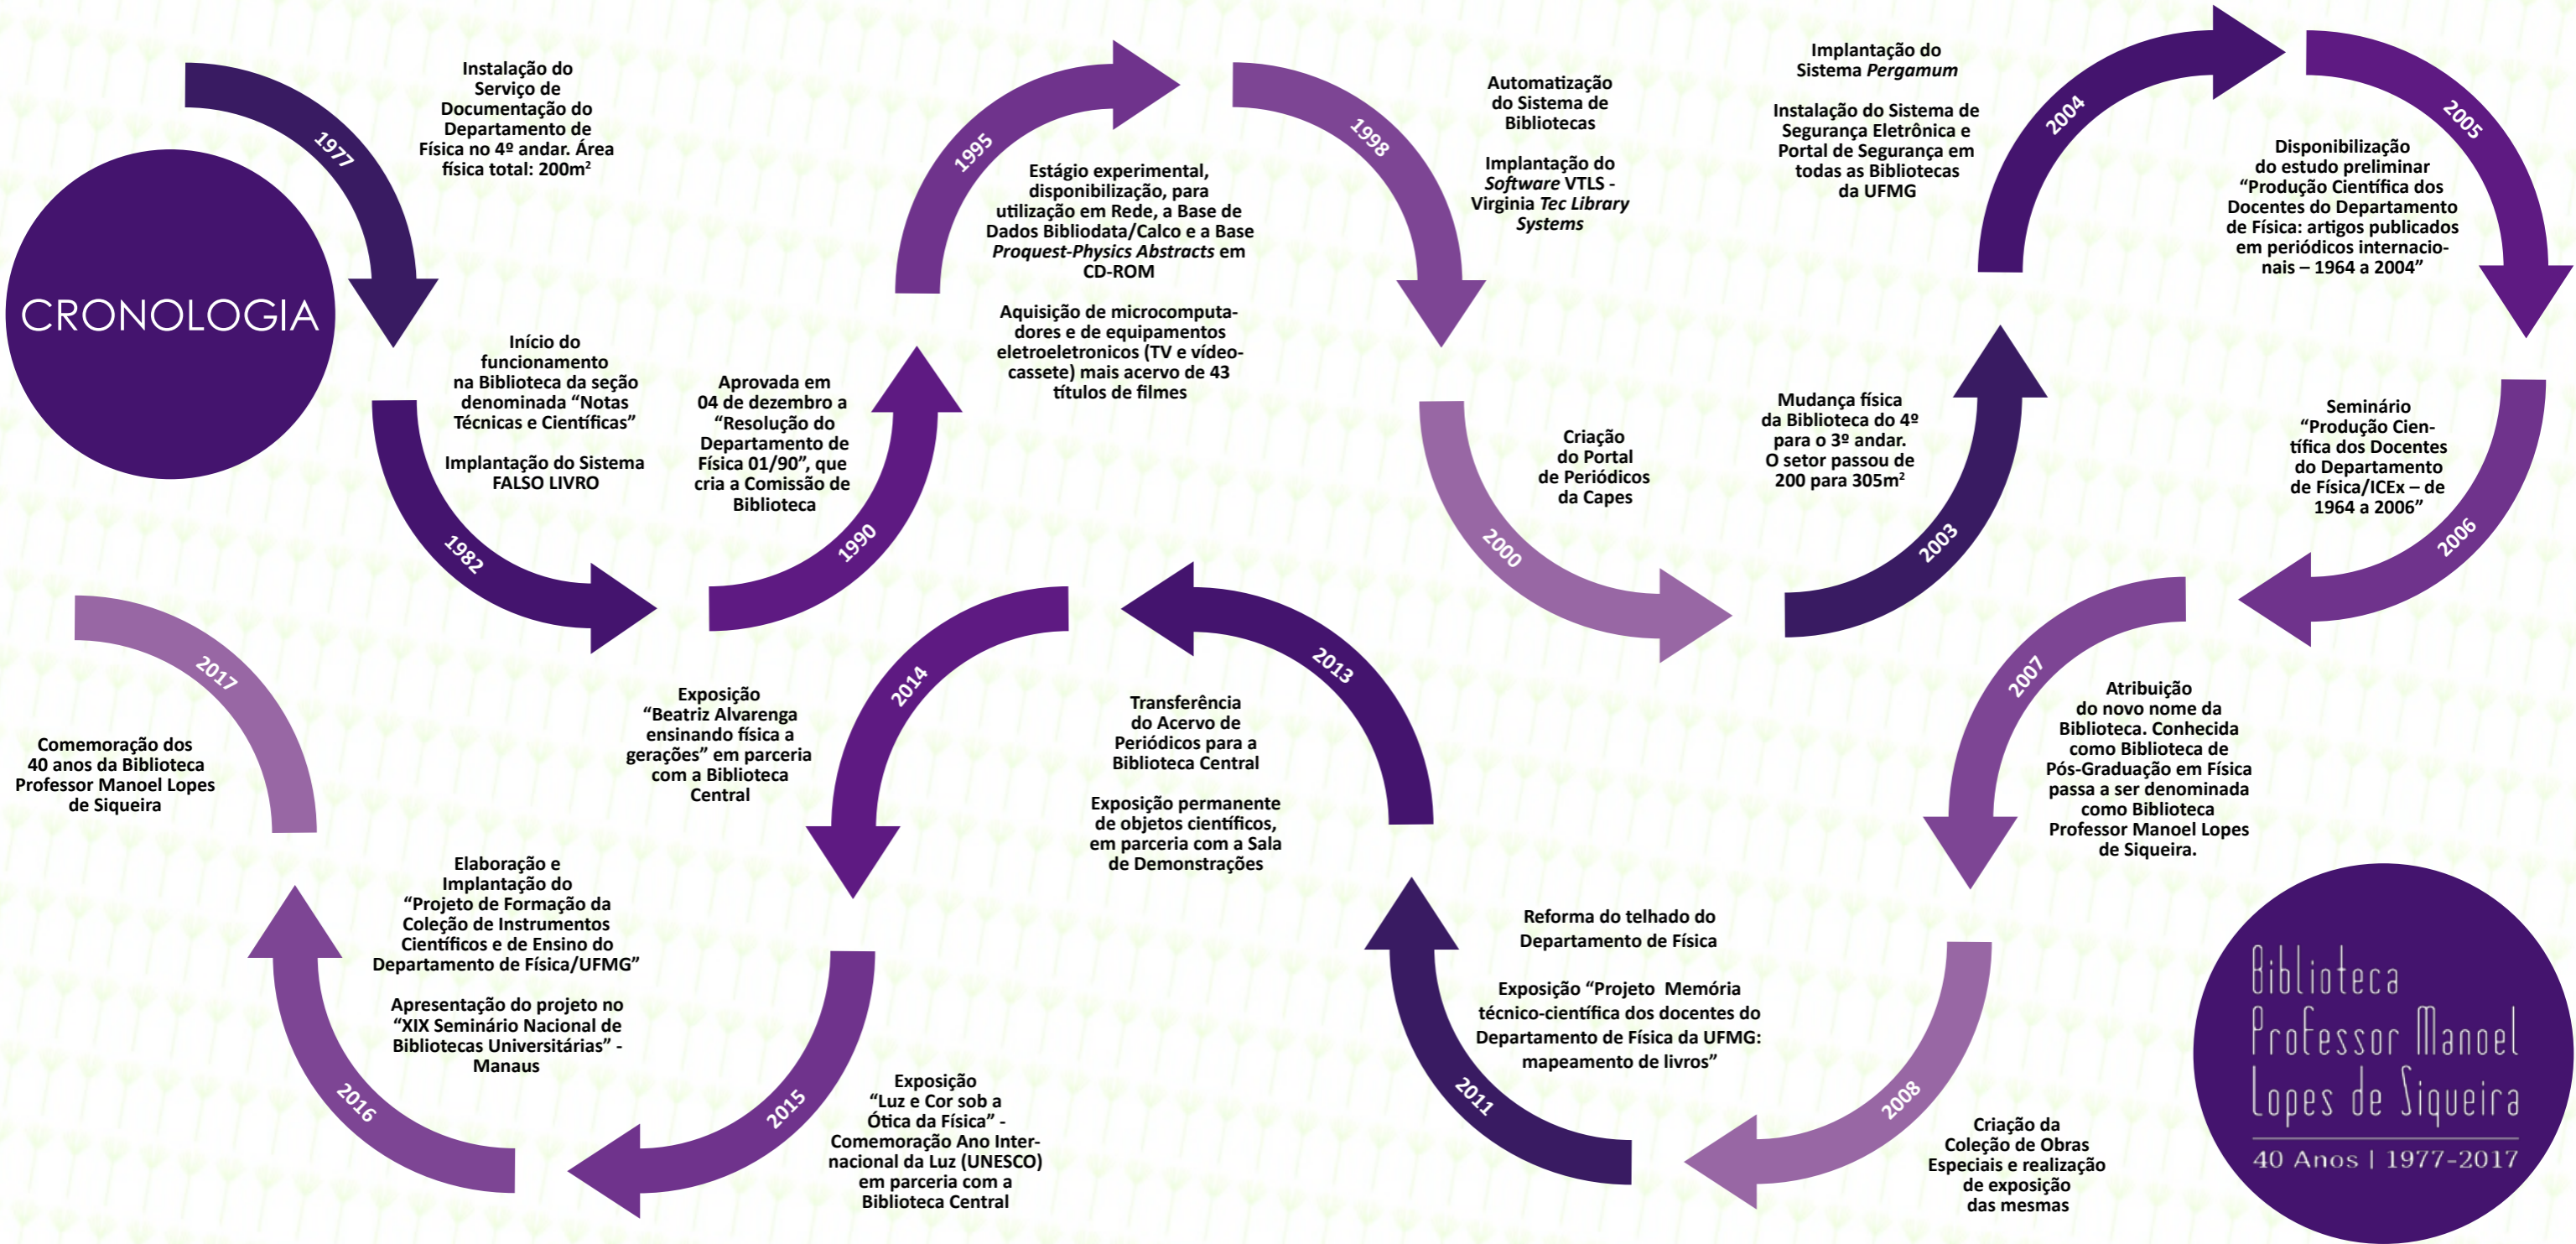 CRONOLOGIA
1977
Instalação do
Serviço de
Documentação do
Departamento de
Física no 4º andar. Área
física total: 200m²
1982
Início do
funcionamento
na Biblioteca da seção
denominada “Notas
Técnicas e Científicas”
Implantação do Sistema
FALSO LIVRO
1990
Aprovada em
04 de dezembro a
“Resolução do
Departamento de
Física 01/90”, que
cria a Comissão de
Biblioteca
1995
Estágio experimental,
disponibilização, para
utilização em Rede, a Base de
Dados Bibliodata/Calco e a Base
Proquest-Physics Abstracts em
CD-ROM
Aquisição de microcomputa-
dores e de equipamentos
eletroeletronicos (TV e vídeo-
cassete) mais acervo de 43
títulos de filmes
1998
Automatização
do Sistema de
Bibliotecas
Implantação do
Software VTLS -
Virginia Tec Library
Systems
2000
Criação
do Portal
de Periódicos
da Capes
2003
Mudança física
da Biblioteca do 4º
para o 3º andar.
O setor passou de
200 para 305m²
2004
Implantação do
Sistema Pergamum
Instalação do Sistema de
Segurança Eletrônica e
Portal de Segurança em
todas as Bibliotecas
da UFMG
2005
Disponibilização
do estudo preliminar
“Produção Científica dos
Docentes do Departamento
de Física: artigos publicados
em periódicos internacio-
nais – 1964 a 2004”
2006
Seminário
“Produção Cien-
tífica dos Docentes
do Departamento
de Física/ICEx – de
1964 a 2006”
2007
Atribuição
do novo nome da
Biblioteca. Conhecida
como Biblioteca de
Pós-Graduação em Física
passa a ser denominada
como Biblioteca
Professor Manoel Lopes
de Siqueira.
2008
Criação da
Coleção de Obras
Especiais e realização
de exposição
das mesmas
2011
Reforma do telhado do
Departamento de Física
Exposição “Projeto Memória
técnico-científica dos docentes do
Departamento de Física da UFMG:
mapeamento de livros”
2013
Transferência
do Acervo de
Periódicos para a
Biblioteca Central
Exposição permanente
de objetos científicos,
em parceria com a Sala
de Demonstrações
2014
Exposição
“Beatriz Alvarenga
ensinando física a
gerações” em parceria
com a Biblioteca
Central
2015
Exposição
“Luz e Cor sob a
Ótica da Física” -
Comemoração Ano Inter-
nacional da Luz (UNESCO)
em parceria com a
Biblioteca Central
2016
Elaboração e
Implantação do
“Projeto de Formação da
Coleção de Instrumentos
Científicos e de Ensino do
Departamento de Física/UFMG”
Apresentação do projeto no
“XIX Seminário Nacional de
Bibliotecas Universitárias” -
Manaus
2017
Comemoração dos
40 anos da Biblioteca
Professor Manoel Lopes
de Siqueira
Biblioteca
Professor Manoel
Lopes de Siqueira
40 Anos | 1977-2017